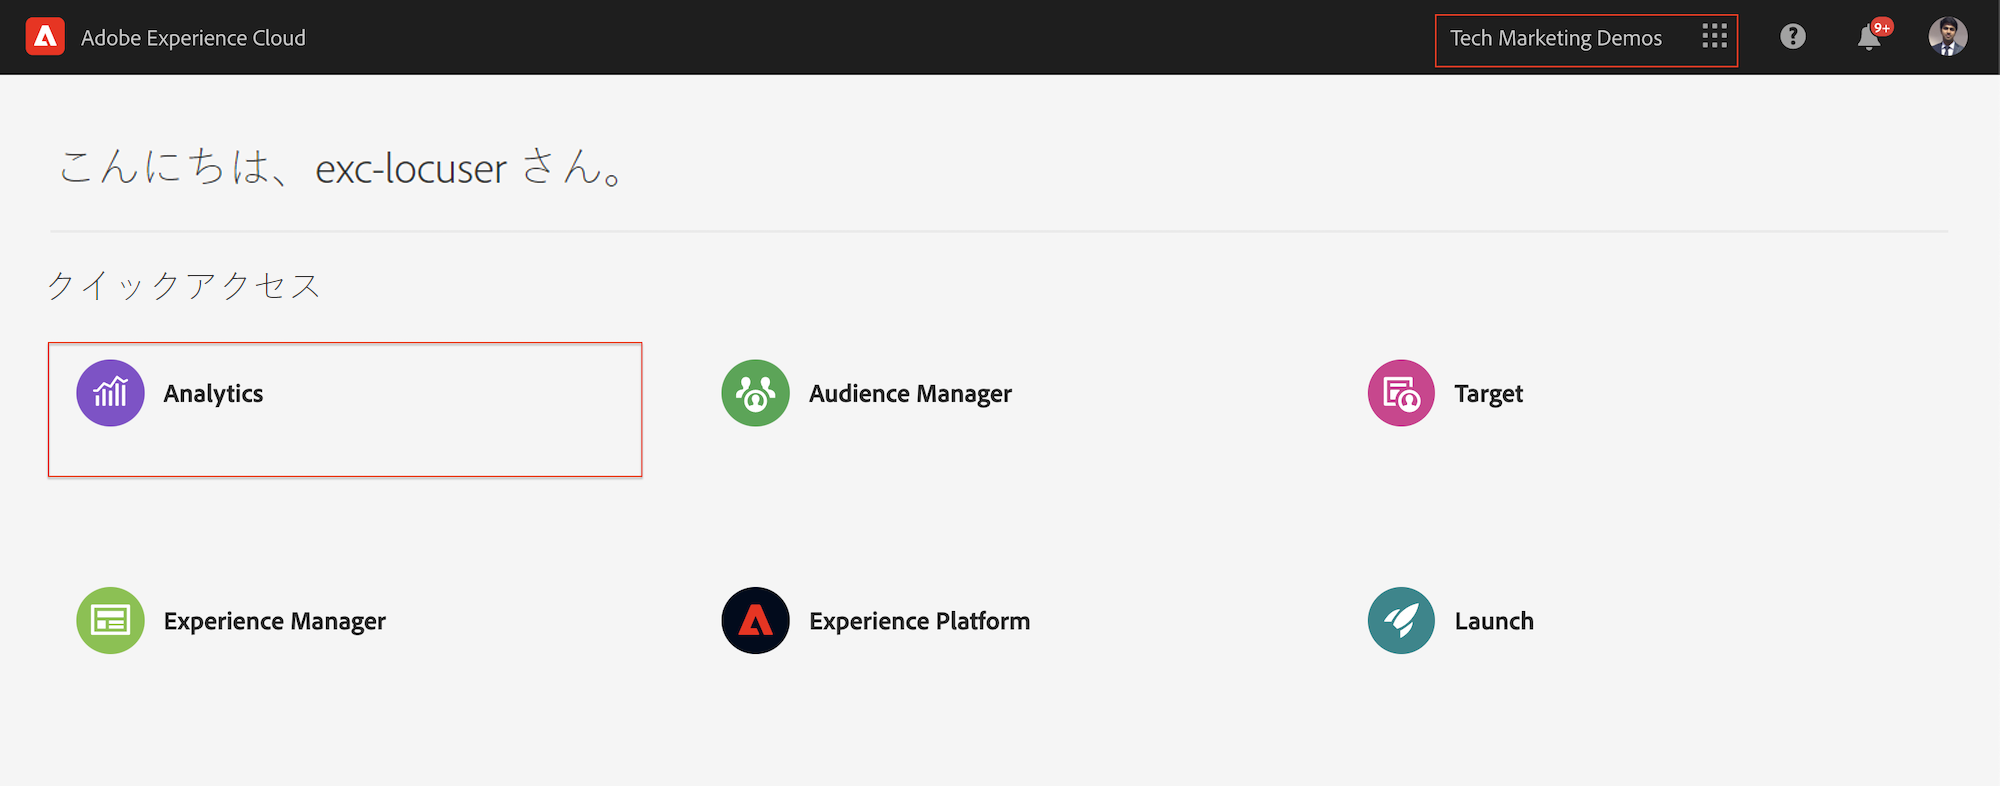 Adobe Experience Cloud
Tech Marketing Demos
9+
こんにちは、exc-locuser さん。
クイックアクセス
Analytics
Audience Manager
Target
Experience Manager
Experience Platform
Launch